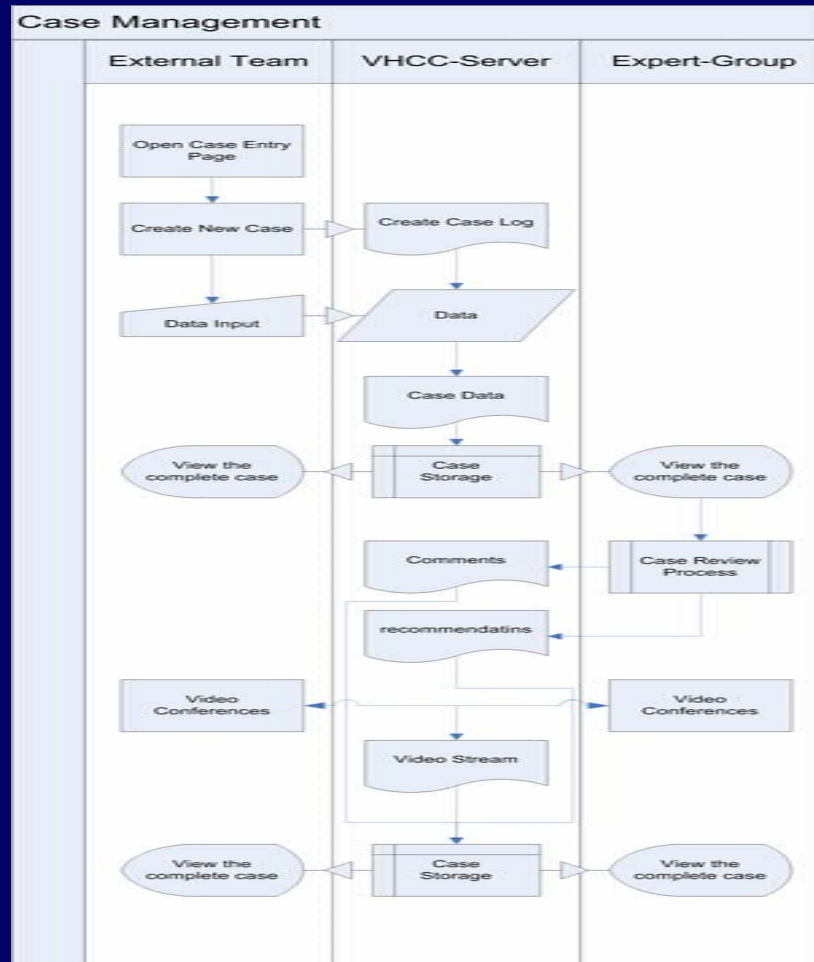 Case Management
External Team
VHCC-Server
Expert-Group
Open Case Entry
Page
Create New Case
Create Case Log
Data Input
Data
Case Data
View the
complete case
Case
Storage
View the
complete case
Comments
Case Review
Process
recommendatins
Video
Conferences
Video
Conferences
Video Stream
View the
complete case
Case
Storage
View the
complete case